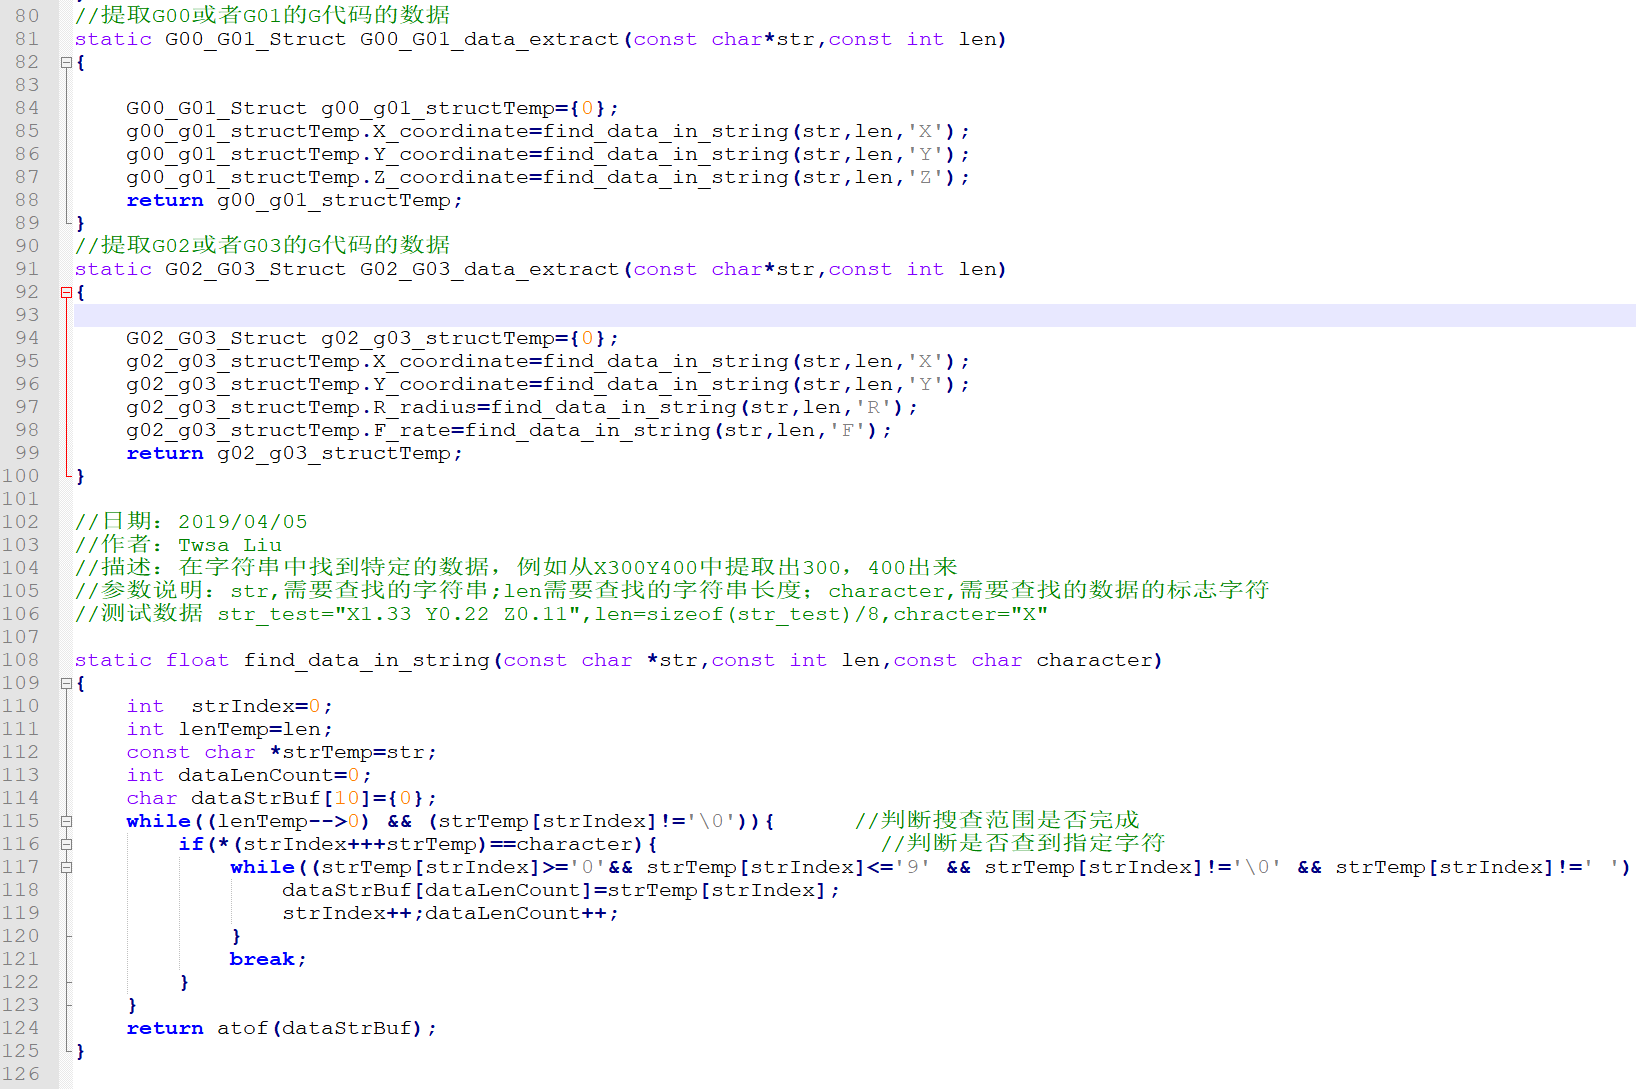 80 //提取G00或者G01的G代码的数据
81 static G00_G01_Struct G00_G01_data_extract(const char*str,const int len)
82 {
83
84 G00_G01_Struct g00_g01_structTemp={0};
85 g00_g01_structTemp.X_coordinate=find_data_in_string(str,len,'X');
86 g00_g01_structTemp.Y_coordinate=find_data_in_string(str,len,'Y');
87 g00_g01_structTemp.Z_coordinate=find_data_in_string(str,len,'Z');
88 return g00_g01_structTemp;
89 }
90 //提取G02或者G03的G代码的数据
91 static G02_G03_Struct G02_G03_data_extract(const char*str,const int len)
92 {
93
94 G02_G03_Struct g02_g03_structTemp={0};
95 g02_g03_structTemp.X_coordinate=find_data_in_string(str,len,'X');
96 g02_g03_structTemp.Y_coordinate=find_data_in_string(str,len,'Y');
97 g02_g03_structTemp.R_radius=find_data_in_string(str,len,'R');
98 g02_g03_structTemp.F_rate=find_data_in_string(str,len,'F');
99 return g02_g03_structTemp;
100 }
101
102 //日期：2019/04/05
103 //作者：Twsa Liu
104 //描述：在字符串中找到特定的数据，例如从X300Y400中提取出300，400出来
105 //参数说明：str,需要查找的字符串;len需要查找的字符串长度；character,需要查找的数据的标志字符
106 //测试数据 str_test="X1.33 Y0.22 Z0.11",len=sizeof(str_test)/8,chracter="X"
107
108 static float find_data_in_string(const char *str,const int len,const char character)
109 {
110 int  strIndex=0;
111 int lenTemp=len;
112 const char *strTemp=str;
113 int dataLenCount=0;
114 char dataStrBuf[10]={0};
115 while((lenTemp-->0) && (strTemp[strIndex]!='\0')){ //判断搜查范围是否完成
116 if(*(strIndex+++strTemp)==character){ //判断是否查到指定字符
117 while((strTemp[strIndex]>='0'&& strTemp[strIndex]<='9' && strTemp[strIndex]!='\0' && strTemp[strIndex]!=' ')
118 dataStrBuf[dataLenCount]=strTemp[strIndex];
119 strIndex++;dataLenCount++;
120 }
121 break;
122 }
123 }
124 return atof(dataStrBuf);
125 }
126